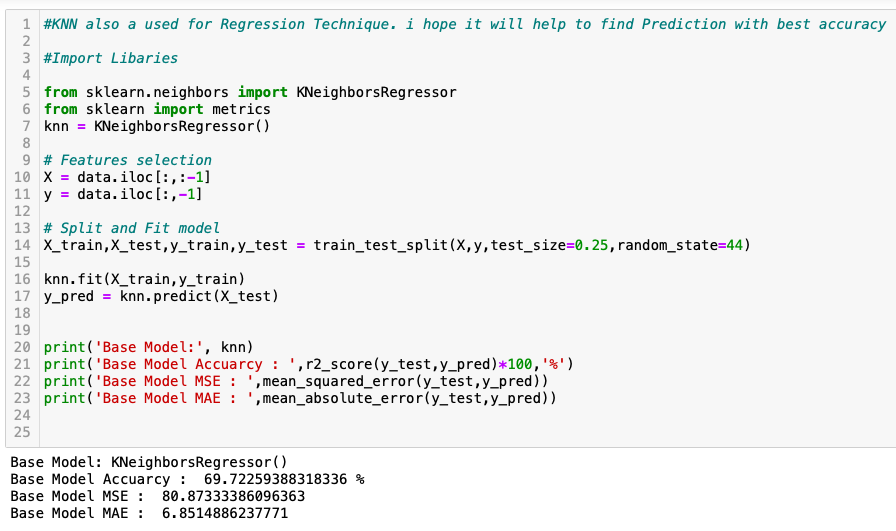 1 #KNN also a used for Regression Technique. i hope it will help to find Prediction with best accuracy
2
3 #Import Libaries
4
5 from sklearn.neighbors import KNeighborsRegressor
6 from sklearn import metrics
7 knn = KNeighborsRegressor()
8
9 # Features selection
10 X = data.iloc[:,:-1]
11 y = data.iloc[:,-1]
12
13 # Split and Fit model
14 X_train,X_test,y_train,y_test = train_test_split(X,y,test_size=0.25,random_state=44)
15
16 knn.fit(X_train,y_train)
17 y_pred = knn.predict(X_test)
18
19
20 print('Base Model:', knn)
21 print('Base Model Accuarcy : ',r2_score(y_test,y_pred)*100,'%')
22 print('Base Model MSE : ',mean_squared_error(y_test,y_pred))
23 print('Base Model MAE : ',mean_absolute_error(y_test,y_pred))
24
25
Base Model: KNeighborsRegressor()
Base Model Accuarcy :  69.72259388318336 %
Base Model MSE :  80.87333386096363
Base Model MAE :  6.8514886237771